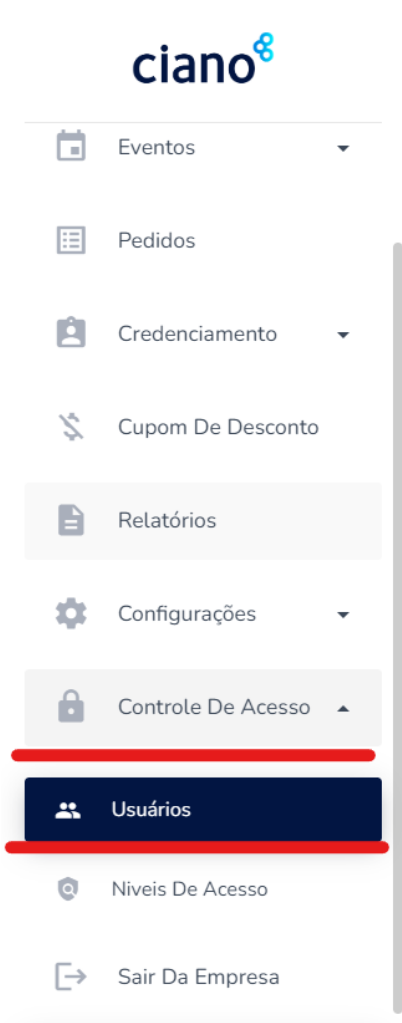 ciano
Eventos
Pedidos
Credenciamento
Cupom De Desconto
Relatórios
Configurações
Controle De Acesso
Usuários
Niveis De Acesso
Sair Da Empresa